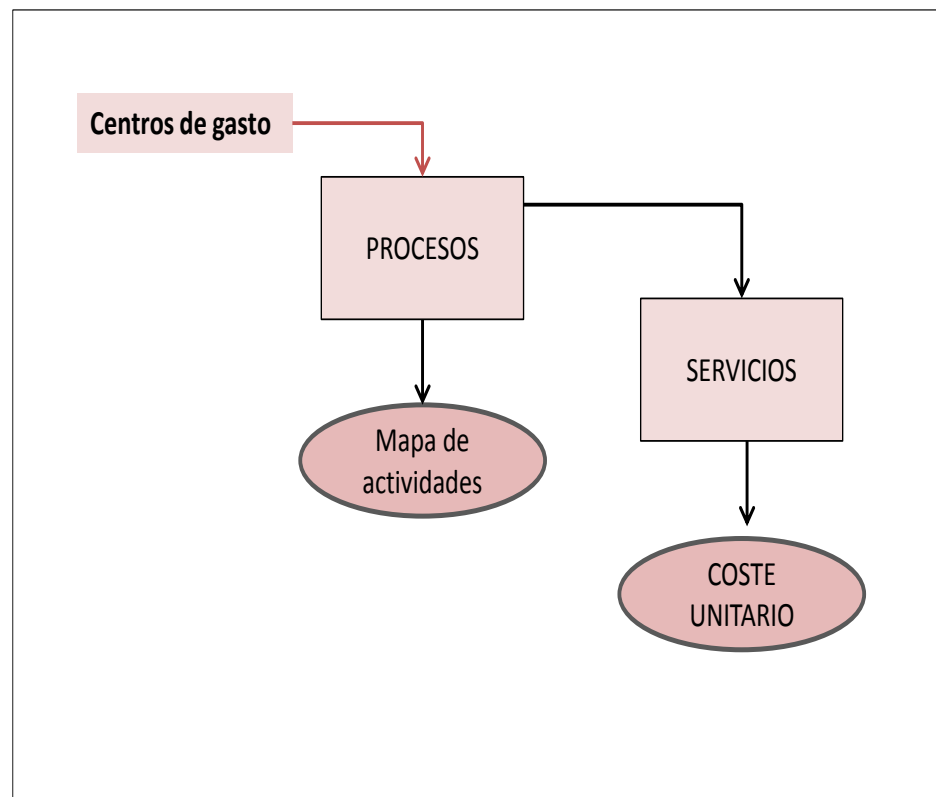 Centros de gasto
PROCESOS
SERVICIOS
Mapa de
actividades
COSTE
UNITARIO